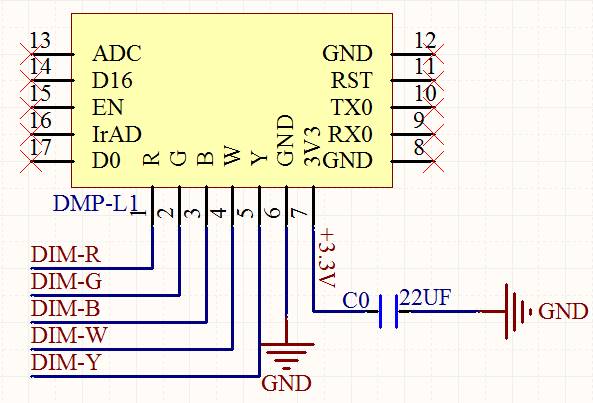 13 ADC GND 12
14 D16 RST 11
15 EN TX0 10
16 IrAD RX0 9
17 D0 R G B W Y GND 3V3 GND 8
DMP-L1 1 2 3 4 5 6 7
DIM-R
DIM-G
DIM-B
DIM-W
DIM-Y
+3.3V
C0 22UF GND
GND